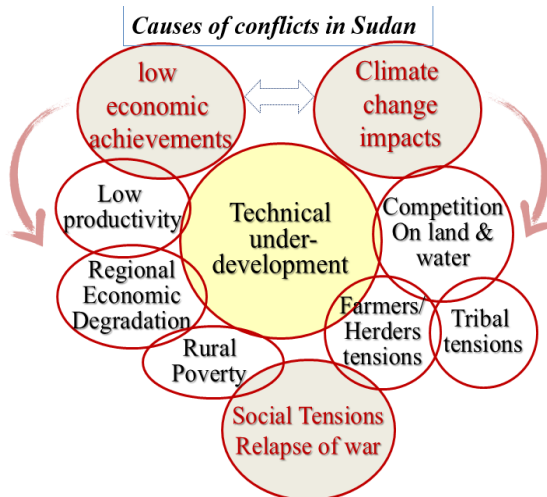 Causes of conflicts in Sudan
low
economic
achievements
Climate
change
impacts
Low
productivity
Technical
under-
development
Competition
On land &
water
Regional
Economic
Degradation
Farmers/
Herders
tensions
Tribal
tensions
Rural
Poverty
Social Tensions
Relapse of war